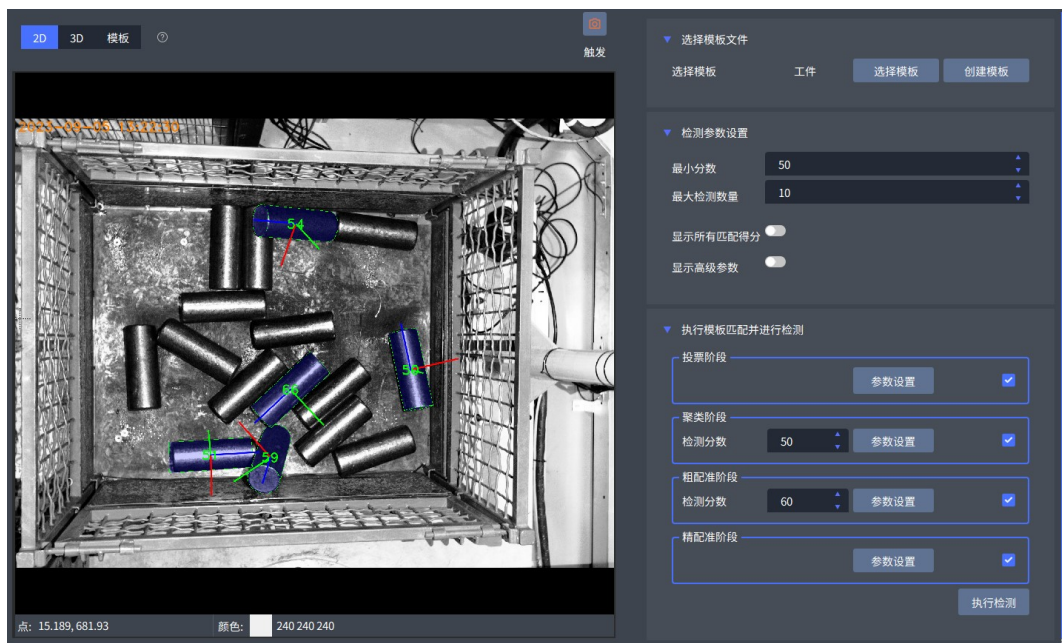 2D 3D 模板 ?
触发
54
50
66
51
59
点: 15.189, 681.93 颜色: 240 240 240
选择模板文件
选择模板 工件 选择模板 创建模板
检测参数设置
最小分数 50
最大检测数量 10
显示所有匹配得分
显示高级参数
执行模板匹配并进行检测
投票阶段
参数设置
聚类阶段
检测分数 50 参数设置
粗配准阶段
检测分数 60 参数设置
精配准阶段
参数设置
执行检测